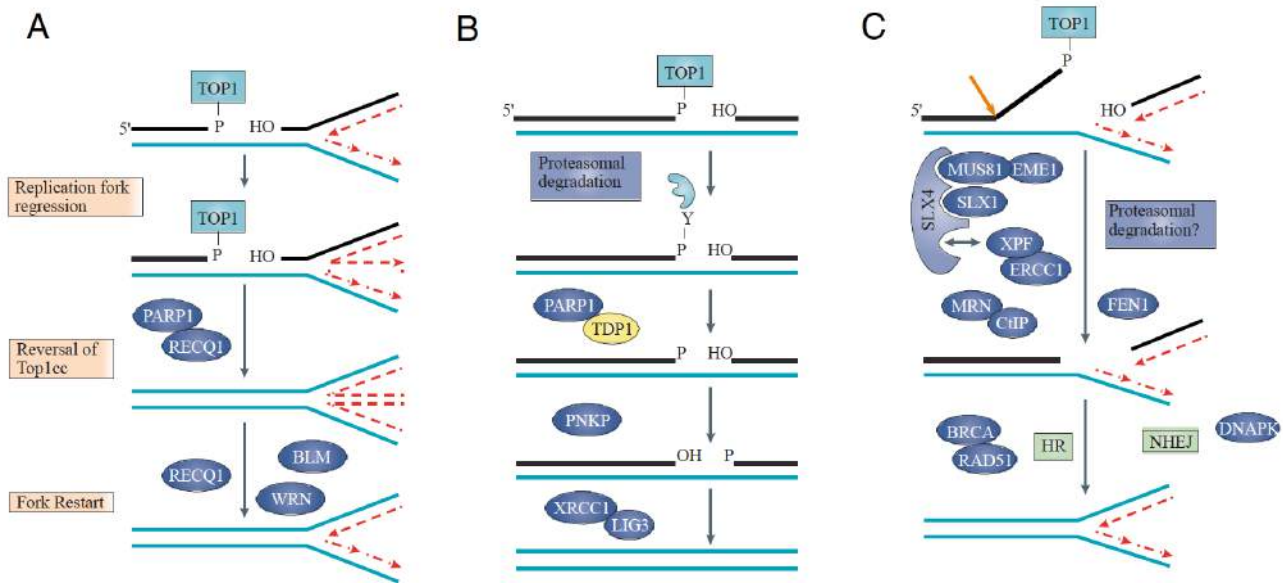 A
TOP1
5'
P
HO
Replication fork
regression
TOP1
P
HO
PARP1
RECQ1
Reversal of
Top1cc
RECQ1
BLM
WRN
Fork Restart
B
TOP1
5'
P
HO
Proteasomal
degradation
Y
P
HO
PARP1
TDP1
P
HO
PNKP
OH
P
XRCC1
LIG3
C
TOP1
P
HO
5'
MUS81
EME1
SLX4
SLX1
Proteasomal
degradation?
XPF
ERCC1
MRN
CtIP
FEN1
BRCA
RAD51
HR
NHEJ
DNAPK